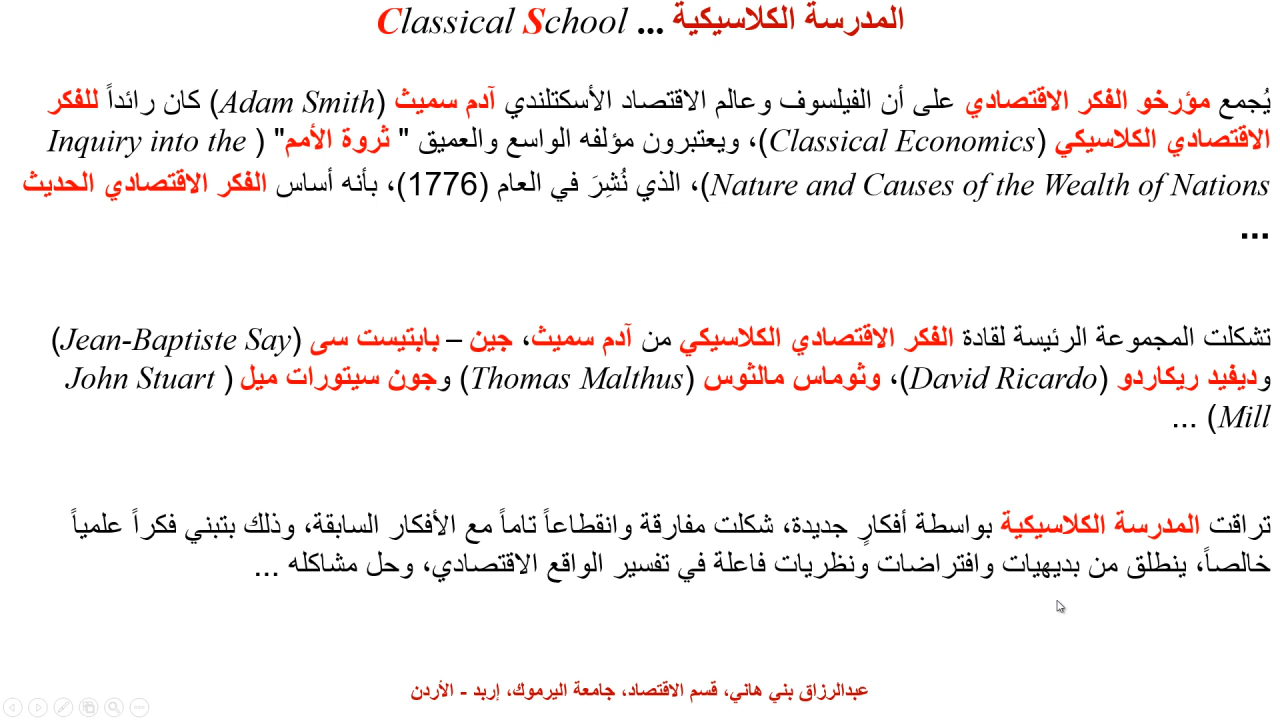 المدرسة الكلاسيكية ... Classical School
يُجمع مؤرخو الفكر الاقتصادي على أن الفيلسوف وعالم الاقتصاد الأسكتلندي آدم سميث (Adam Smith) كان رائداً للفكر
الاقتصادي الكلاسيكي (Classical Economics)، ويعتبرون مؤلفه الواسع والعميق " ثروة الأمم" ( Inquiry into the
Nature and Causes of the Wealth of Nations)، الذي نُشِرَ في العام (1776)، بأنه أساس الفكر الاقتصادي الحديث
...
تشكلت المجموعة الرئيسة لقادة الفكر الاقتصادي الكلاسيكي من آدم سميث، جين – بابتيست سى (Jean-Baptiste Say)
وديفيد ريكاردو (David Ricardo)، وثوماس مالثوس (Thomas Malthus) وجون سيتورات ميل ( John Stuart
Mill) ...
تراقت المدرسة الكلاسيكية بواسطة أفكارٍ جديدة، شكلت مفارقة وانقطاعاً تاماً مع الأفكار السابقة، وذلك بتبني فكراً علمياً
خالصاً، ينطلق من بديهيات وافتراضات ونظريات فاعلة في تفسير الواقع الاقتصادي، وحل مشاكله ...
عبدالرزاق بني هاني، قسم الاقتصاد، جامعة اليرموك، إربد - الأردن